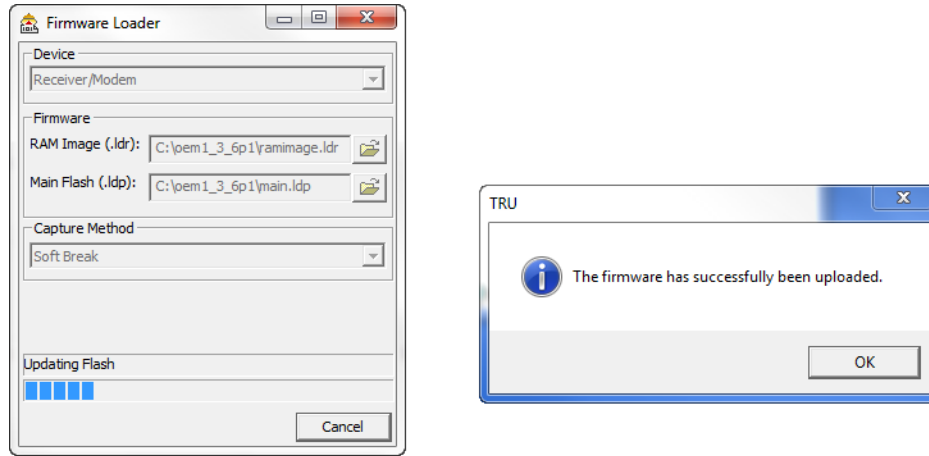 Firmware Loader
Device
Receiver/Modem
Firmware
RAM Image (.ldr): C:\oem1_3_6p1\ramimage.ldr
Main Flash (.ldp): C:\oem1_3_6p1\main.ldp
Capture Method
Soft Break
Updating Flash
Cancel
TRU
The firmware has successfully been uploaded.
OK